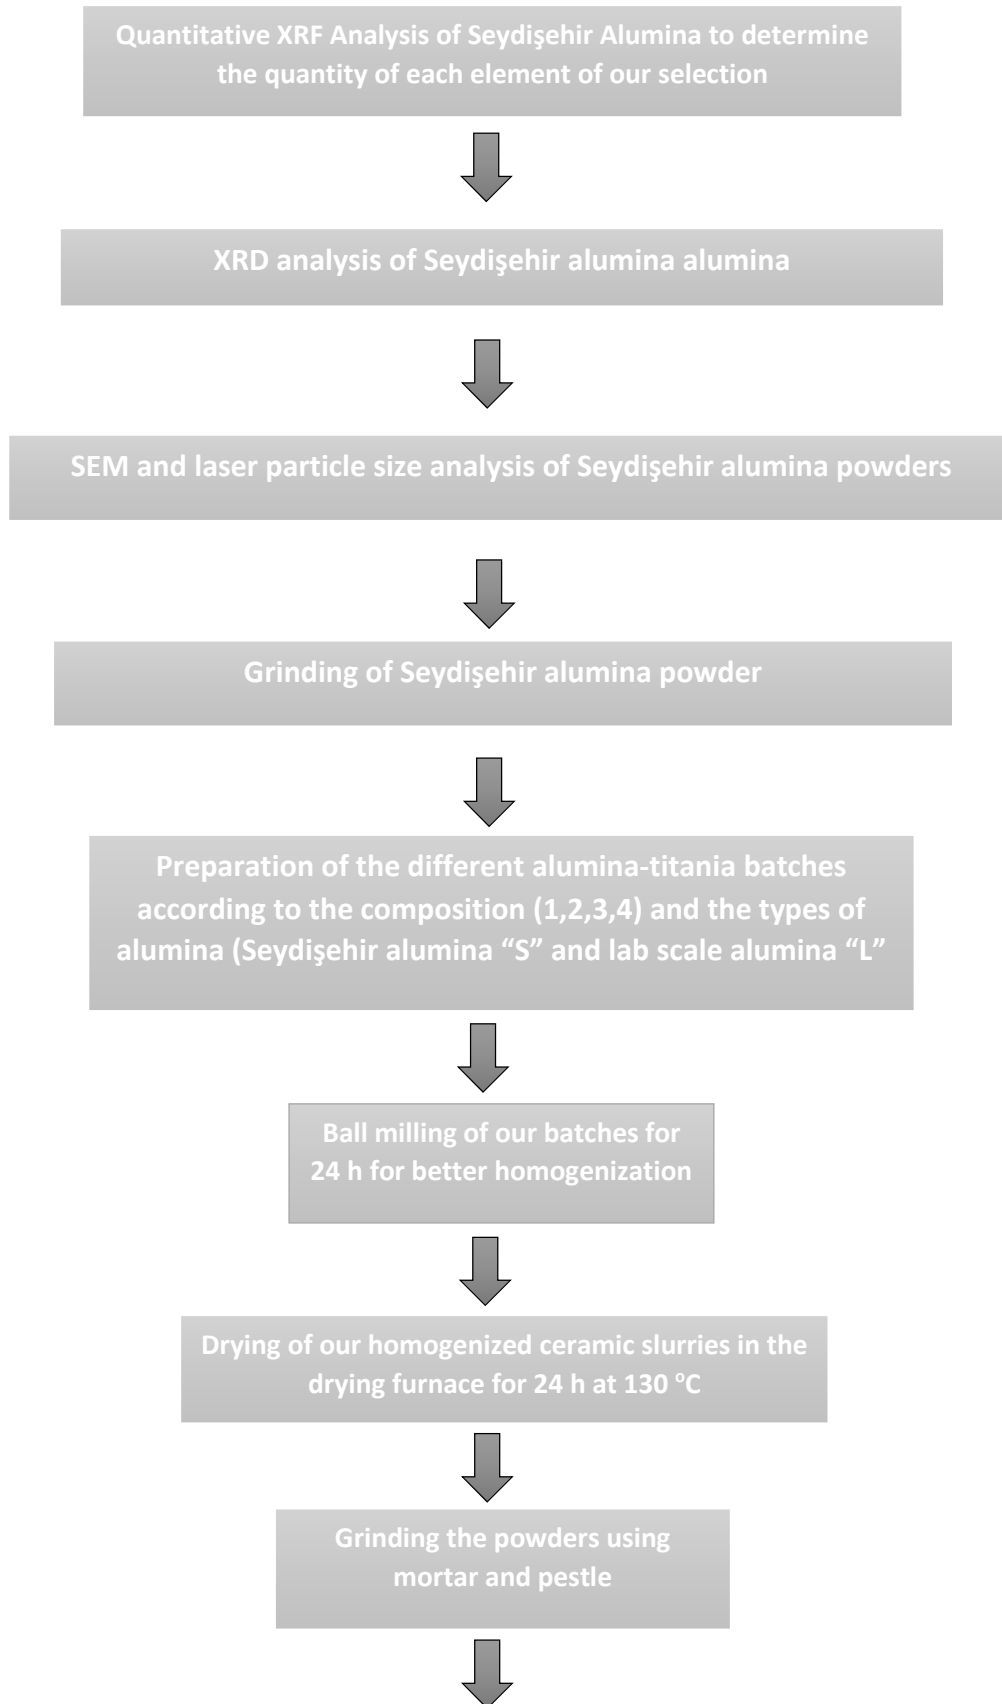 Quantitative XRF Analysis of Seydişehir Alumina to determine
the quantity of each element of our selection
XRD analysis of Seydişehir alumina alumina
SEM and laser particle size analysis of Seydişehir alumina powders
Grinding of Seydişehir alumina powder
Preparation of the different alumina-titania batches
according to the composition (1,2,3,4) and the types of
alumina (Seydişehir alumina “S” and lab scale alumina “L”
Ball milling of our batches for
24 h for better homogenization
Drying of our homogenized ceramic slurries in the
drying furnace for 24 h at 130 °C
Grinding the powders using
mortar and pestle